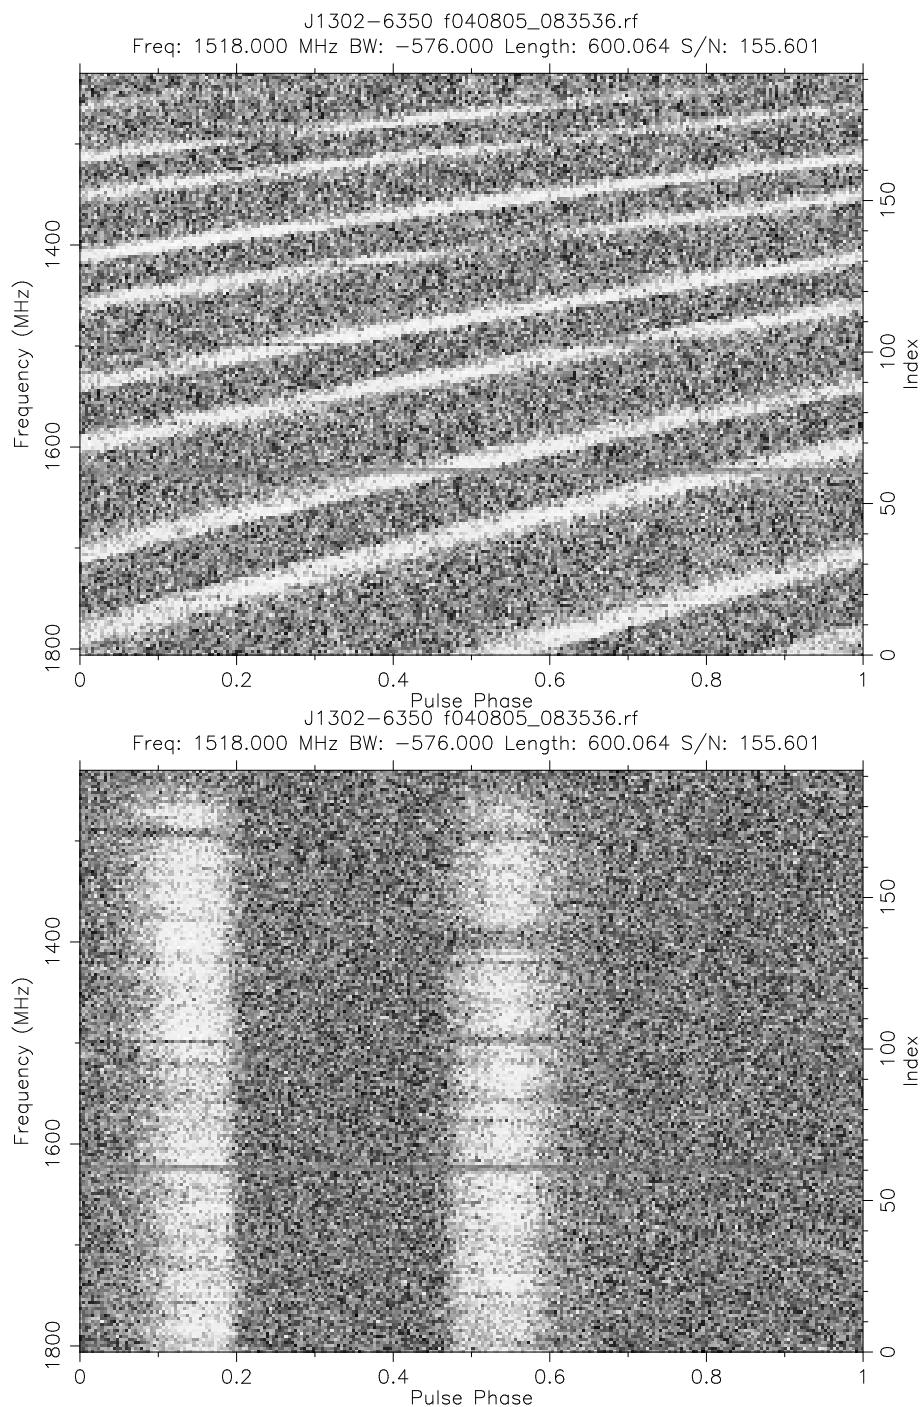 J1302−6350 f040805_083536.rf
Freq: 1518.000 MHz BW: −576.000 Length: 600.064 S/N: 155.601
Frequency (MHz)
1400
1600
1800
150
100
50
0
Index
0 0.2 0.4 0.6 0.8 1
Pulse Phase
J1302−6350 f040805_083536.rf
Freq: 1518.000 MHz BW: −576.000 Length: 600.064 S/N: 155.601
Frequency (MHz)
1400
1600
1800
150
100
50
0
Index
0 0.2 0.4 0.6 0.8 1
Pulse Phase